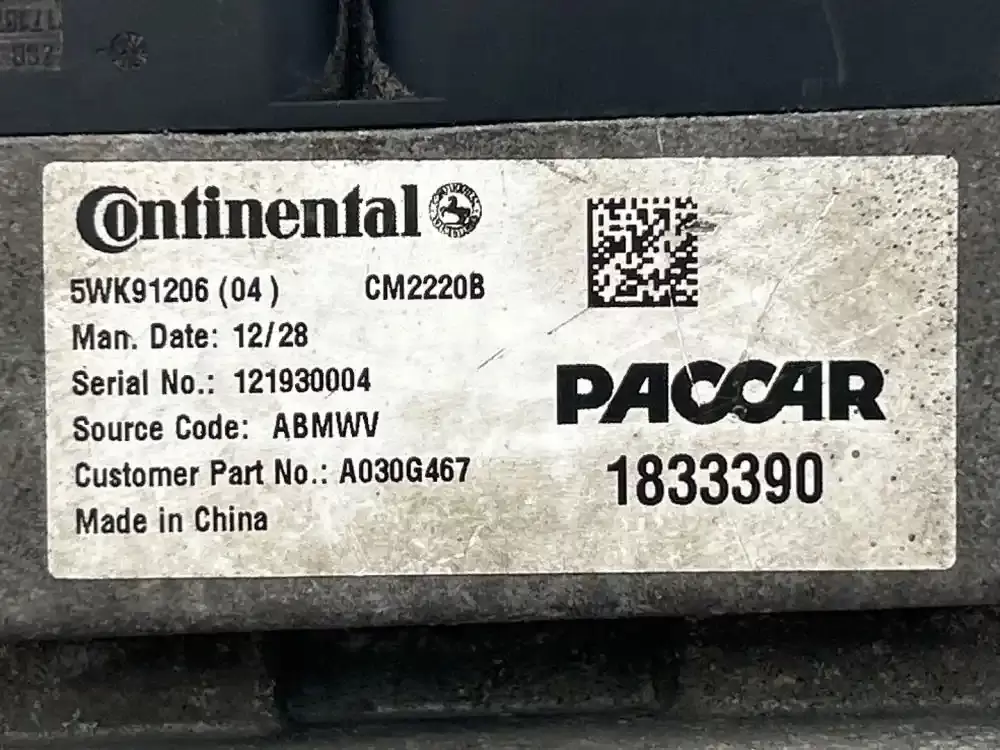 Continental
5WK91206 (04) CM2220B
Man. Date: 12/28
Serial No.: 121930004
Source Code: ABMWV
Customer Part No.: A030G467
Made in China
PACCAR
1833390